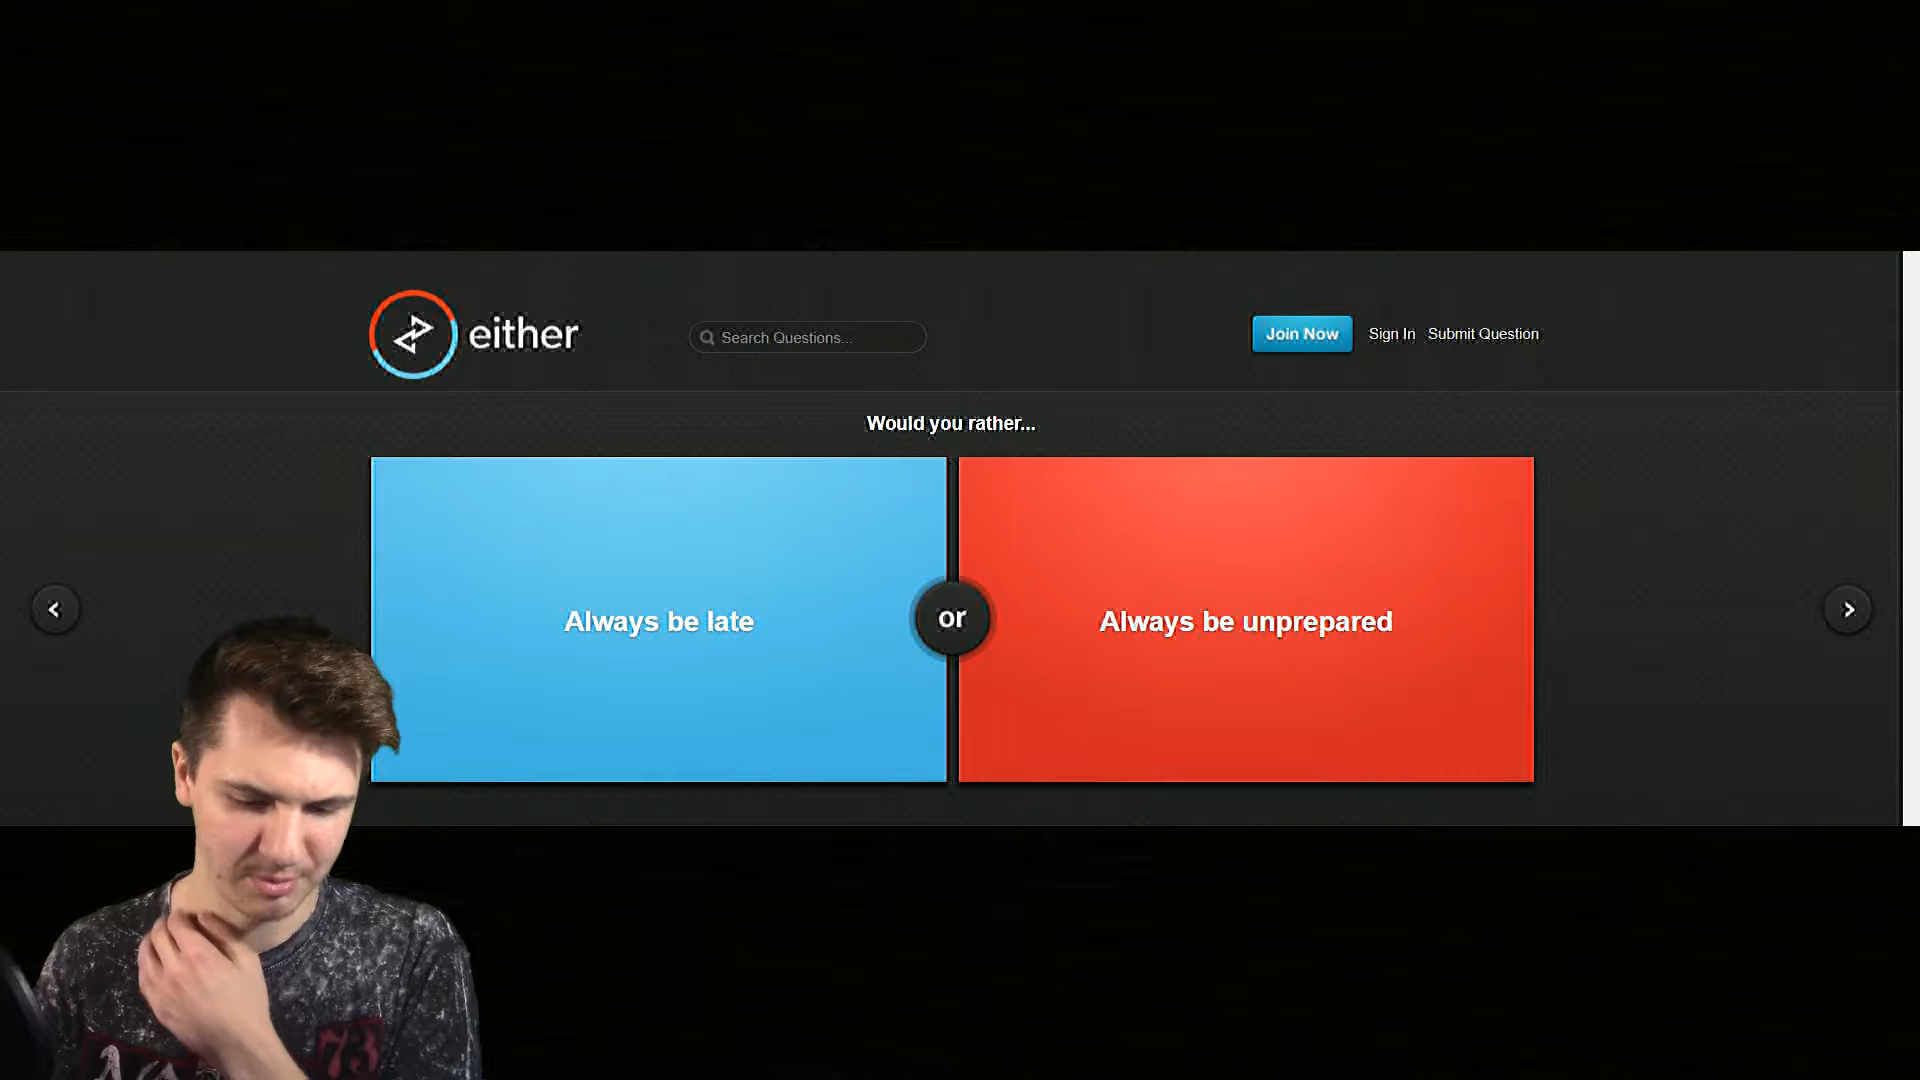 either
Search Questions...
Join Now
Sign In
Submit Question
Would you rather...
Always be late
or
Always be unprepared
73